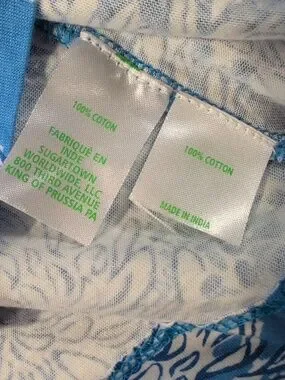 100% COTON
FABRIQUÉ EN
INDE
SUGARTOWN
WORLDWIDE, LLC
800 THIRD AVENUE
KING OF PRUSSIA PA
100% COTTON
MADE IN INDIA